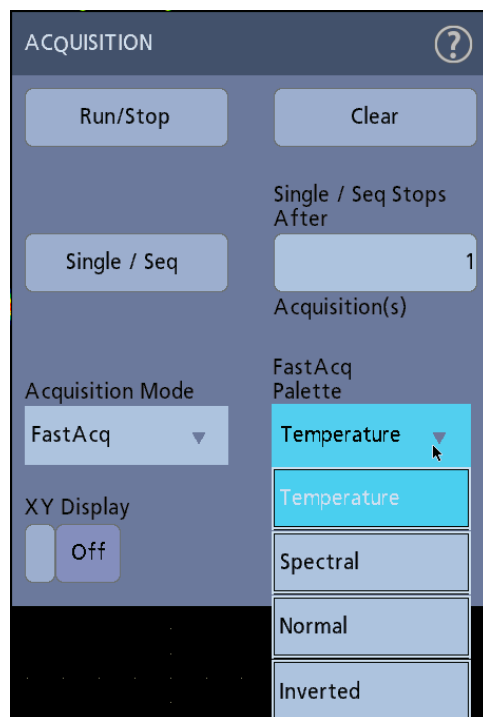 ACQUISITION
?
Run/Stop
Clear
Single / Seq Stops
After
Single / Seq
1
Acquisition(s)
FastAcq
Palette
Acquisition Mode
FastAcq
Temperature
Temperature
XY Display
Off
Spectral
Normal
Inverted